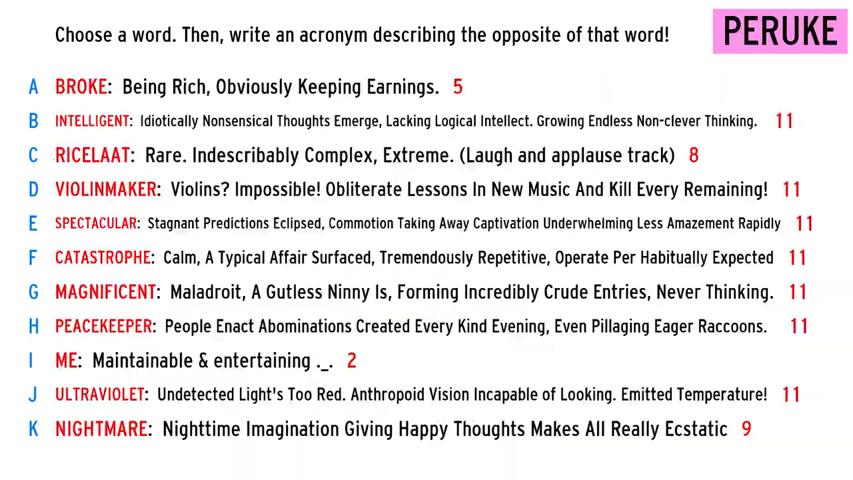 Choose a word. Then, write an acronym describing the opposite of that word!
PERUKE
A BROKE: Being Rich, Obviously Keeping Earnings. 5
B INTELLIGENT: Idiotically Nonsensical Thoughts Emerge, Lacking Logical Intellect. Growing Endless Non-clever Thinking. 11
C RICELAAT: Rare. Indescribably Complex, Extreme. (Laugh and applause track) 8
D VIOLINMAKER: Violins? Impossible! Obliterate Lessons In New Music And Kill Every Remaining! 11
E SPECTACULAR: Stagnant Predictions Eclipsed, Commotion Taking Away Captivation Underwhelming Less Amazement Rapidly 11
F CATASTROPHE: Calm, A Typical Affair Surfaced, Tremendously Repetitive, Operate Per Habitually Expected 11
G MAGNIFICENT: Maladroit, A Gutless Ninny Is, Forming Incredibly Crude Entries, Never Thinking. 11
H PEACEKEEPER: People Enact Abominations Created Every Kind Evening, Even Pillaging Eager Raccoons. 11
I ME: Maintainable & entertaining ._. 2
J ULTRAVIOLET: Undetected Light's Too Red. Anthropoid Vision Incapable of Looking. Emitted Temperature! 11
K NIGHTMARE: Nighttime Imagination Giving Happy Thoughts Makes All Really Ecstatic 9